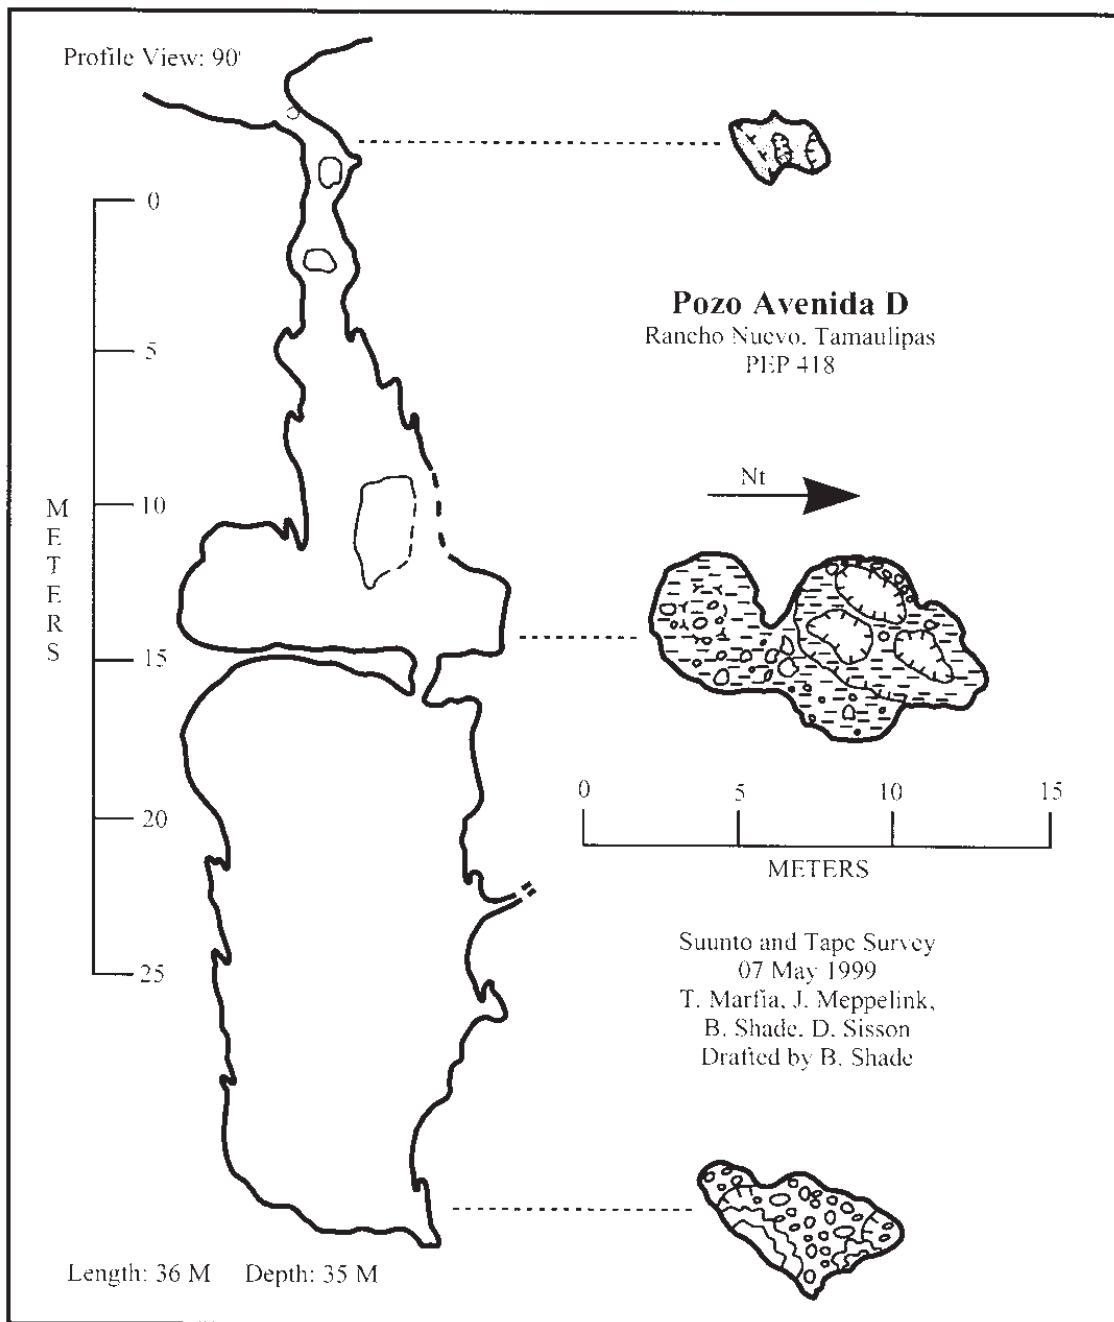 Profile View: 90'
0
5
10
15
20
25
METERS
Pozo Avenida D
Rancho Nuevo, Tamaulipas
PEP 418
Nt
0 5 10 15
METERS
Suunto and Tape Survey
07 May 1999
T. Marfia, J. Meppelink,
B. Shade, D. Sisson
Drafted by B. Shade
Length: 36 M Depth: 35 M